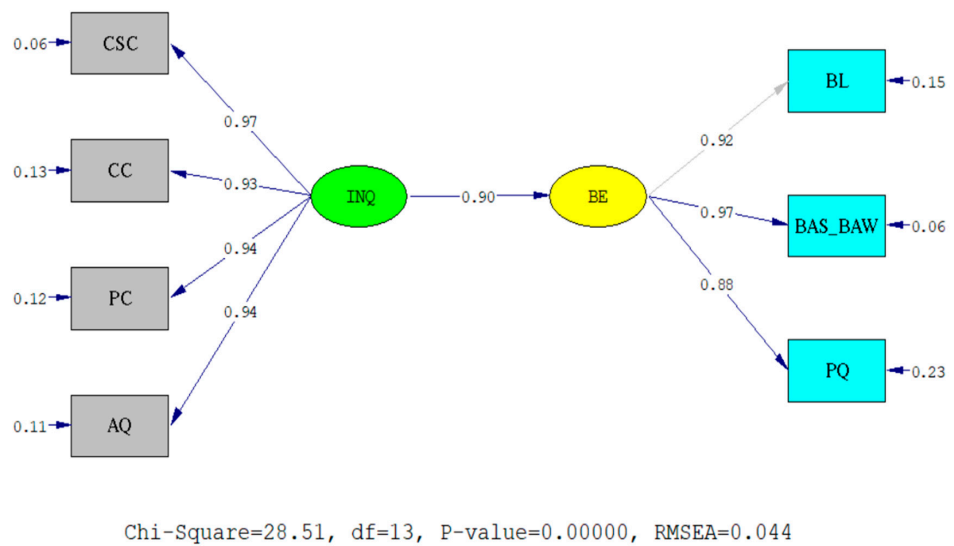 0.06 CSC
0.97
0.13 CC
0.93
0.12 PC
0.94
0.11 AQ
0.94
INQ
0.90
BE
0.92
BL 0.15
0.97
BAS_BAW 0.06
0.88
PQ 0.23
Chi-Square=28.51, df=13, P-value=0.00000, RMSEA=0.044